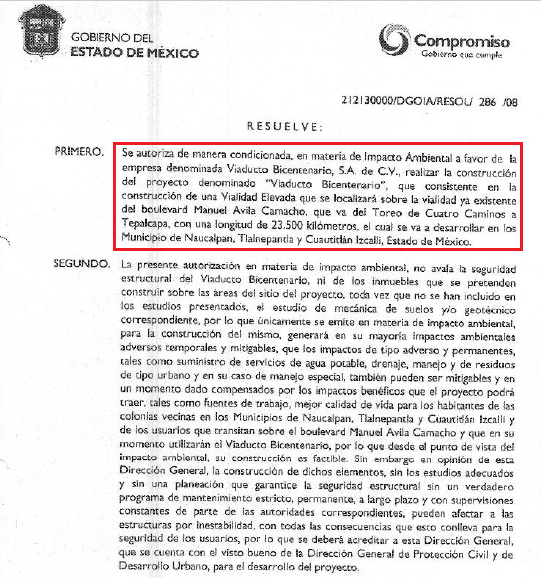 GOBIERNO DEL
ESTADO DE MÉXICO
Compromiso
Gobierno que cumple
212130000/DGOIA/RESOL/ 286 /08
RESUELVE:
PRIMERO. Se autoriza de manera condicionada, en materia de Impacto Ambiental a favor de la
empresa denominada Viaducto Bicentenario, S.A. de C.V., realizar la construcción
del proyecto denominado "Viaducto Bicentenario", que consistente en la
construcción de una Vialidad Elevada que se localizará sobre la vialidad ya existente
del boulevard Manuel Avila Camacho, que va del Toreo de Cuatro Caminos a
Tepalcapa, con una longitud de 23.500 kilómetros, el cual se va a desarrollar en los
Municipio de Naucalpan, Tlalnepantla y Cuautitlán Izcalli, Estado de México.
SEGUNDO. La presente autorización en materia de impacto ambiental, no avala la seguridad
estructural del Viaducto Bicentenario, ni de los inmuebles que se pretenden
construir sobre las áreas del sitio del proyecto, toda vez que no se han incluido en
los estudios presentados, el estudio de mecánica de suelos y/o geotécnico
correspondiente, por lo que únicamente se emite en materia de impacto ambiental,
para la construcción del mismo, generará en su mayoría impactos ambientales
adversos temporales y mitigables, que los impactos de tipo adverso y permanentes,
tales como suministro de servicios de agua potable, drenaje, manejo y de residuos
de tipo urbano y en su caso de manejo especial, también pueden ser mitigables y en
un momento dado compensados por los impactos benéficos que el proyecto podrá
traer, tales como fuentes de trabajo, mejor calidad de vida para los habitantes de las
colonias vecinas en los Municipios de Naucalpan, Tlalnepantla y Cuautitlán Izcalli y
de los usuarios que transitan sobre el boulevard Manuel Avila Camacho y que en su
momento utilizarán el Viaducto Bicentenario, por lo que desde el punto de vista del
impacto ambiental, su construcción es factible. Sin embargo en opinión de esta
Dirección General, la construcción de dichos elementos, sin los estudios adecuados
y sin una planeación que garantice la seguridad estructural sin un verdadero
programa de mantenimiento estricto, permanente, a largo plazo y con supervisiones
constantes de parte de las autoridades correspondientes, pueden afectar a las
estructuras por inestabilidad, con todas las consecuencias que esto conlleva para la
seguridad de los usuarios, por lo que se deberá acreditar a esta Dirección General,
que se cuenta con el visto bueno de la Dirección General de Protección Civil y de
Desarrollo Urbano, para el desarrollo del proyecto.